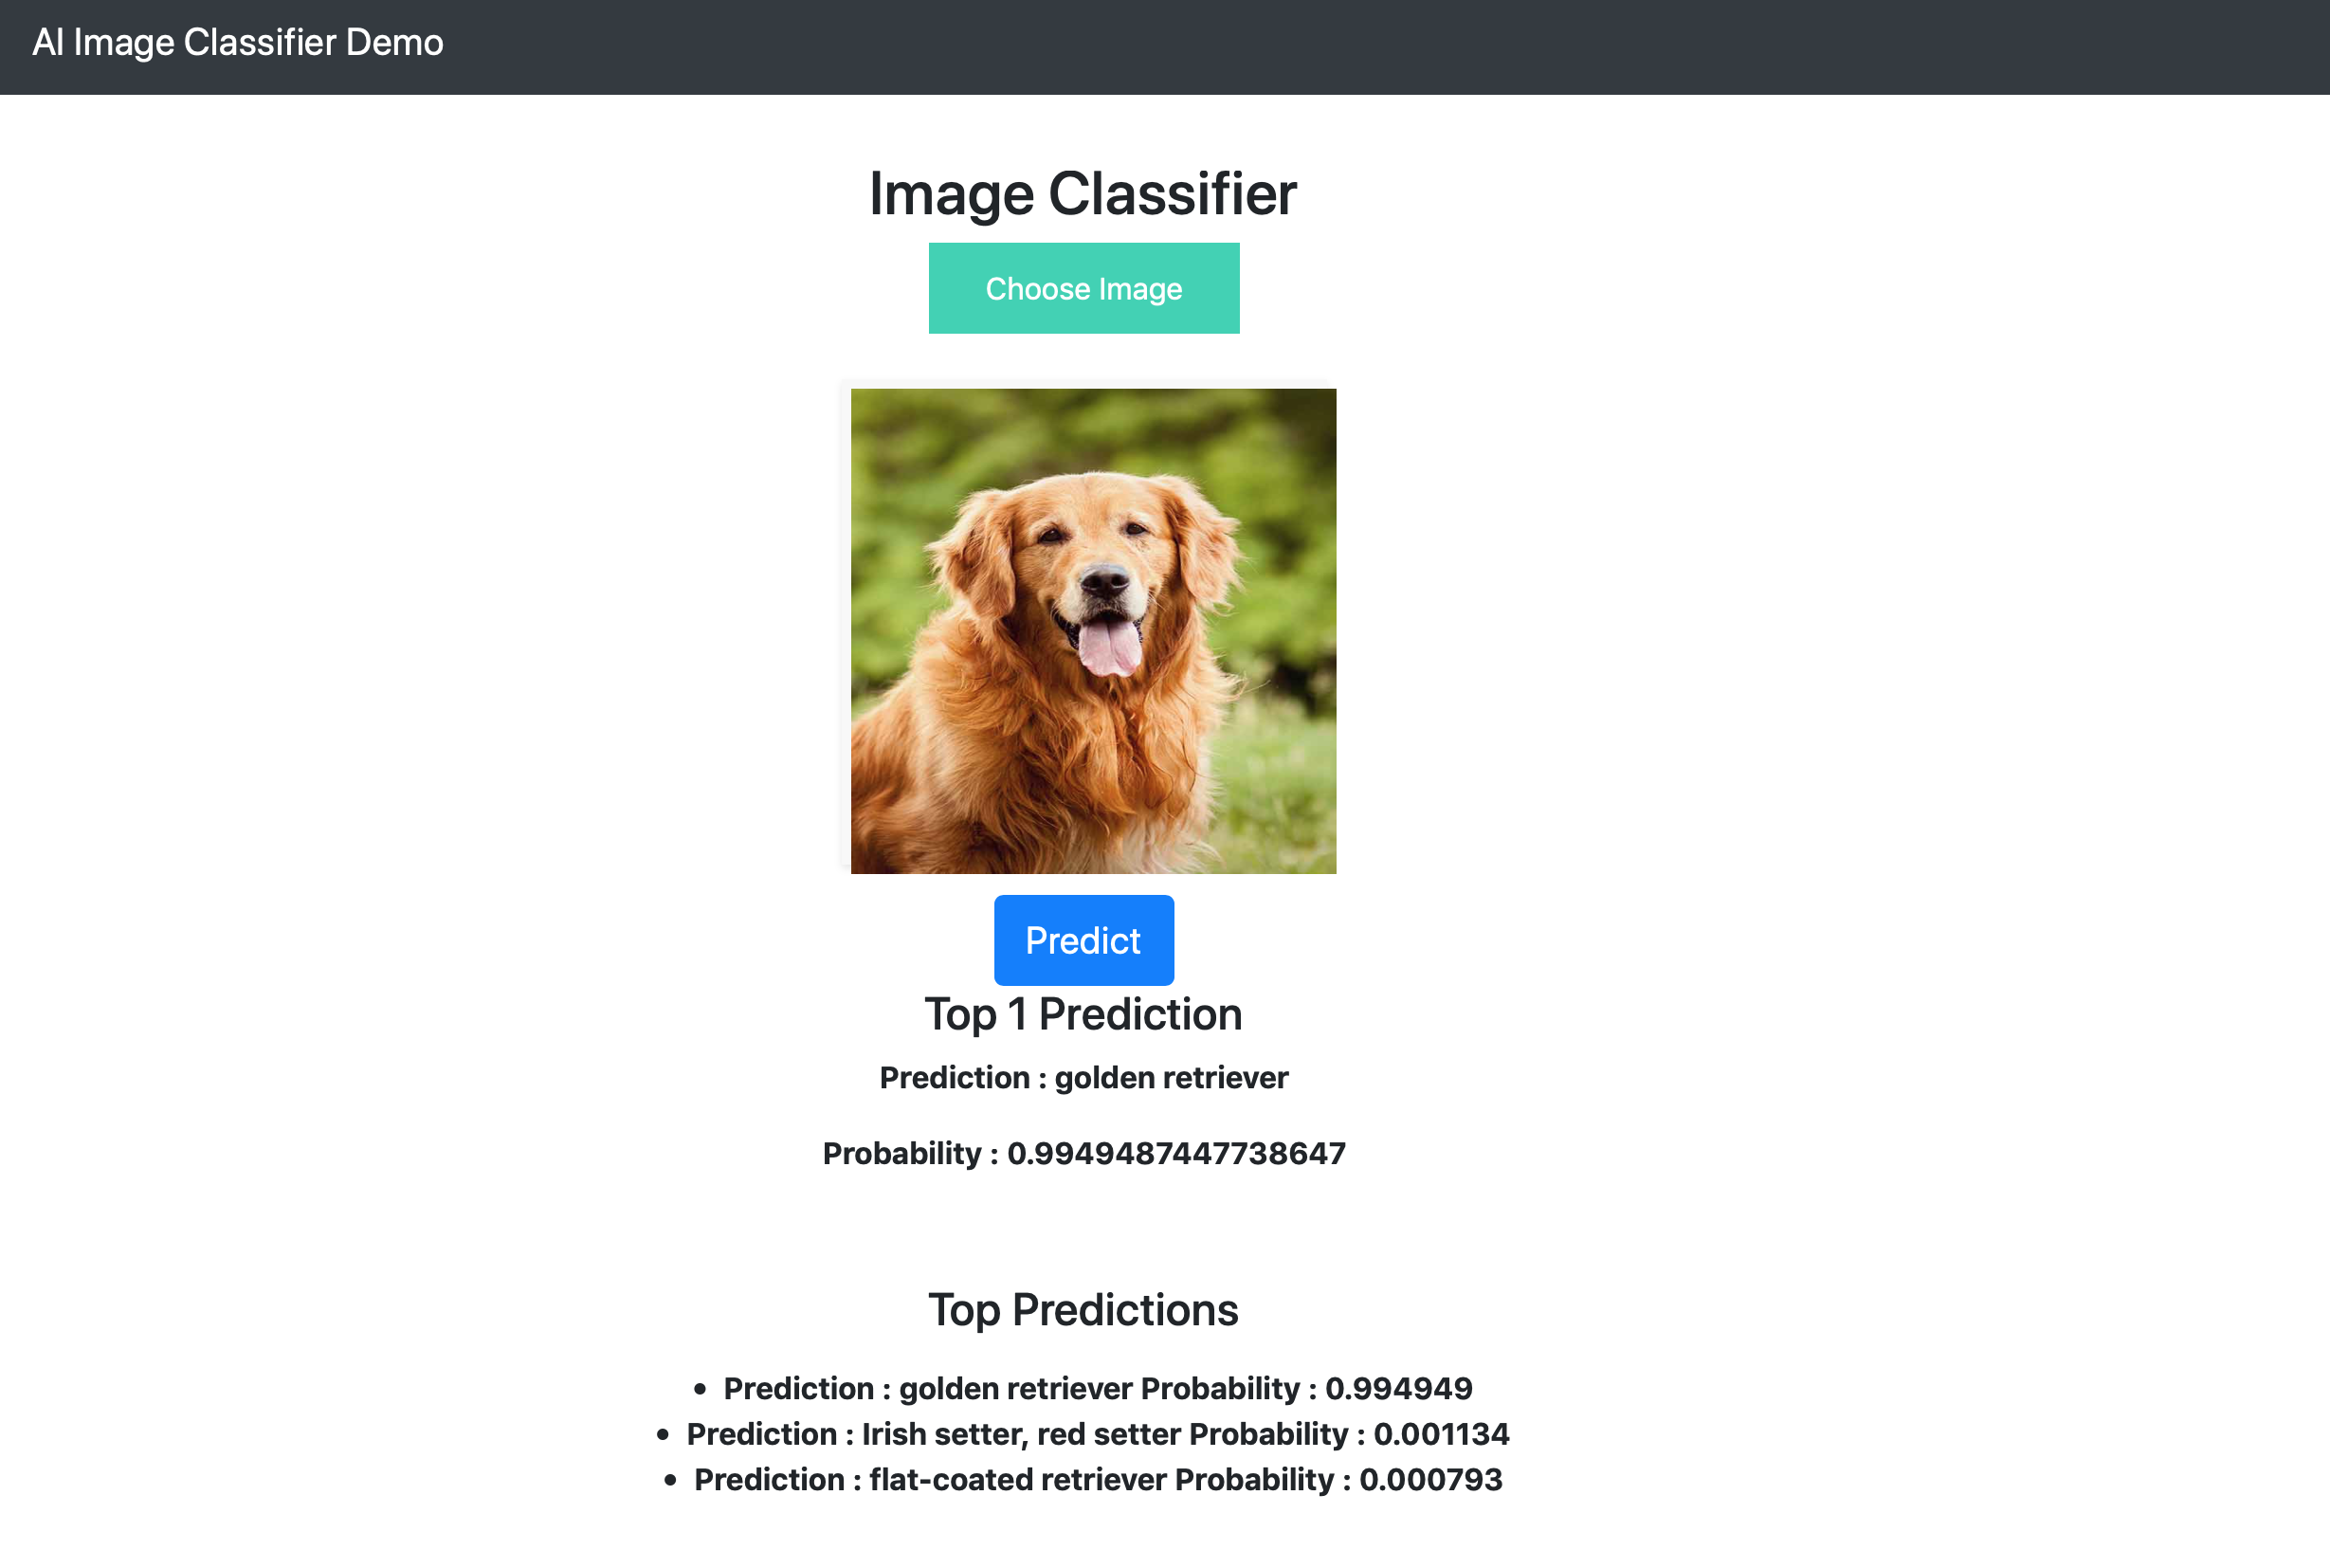 AI Image Classifier Demo
Image Classifier
Choose Image
Predict
Top 1 Prediction
Prediction : golden retriever
Probability : 0.9949487447738647
Top Predictions
Prediction : golden retriever Probability : 0.994949
Prediction : Irish setter, red setter Probability : 0.001134
Prediction : flat-coated retriever Probability : 0.000793